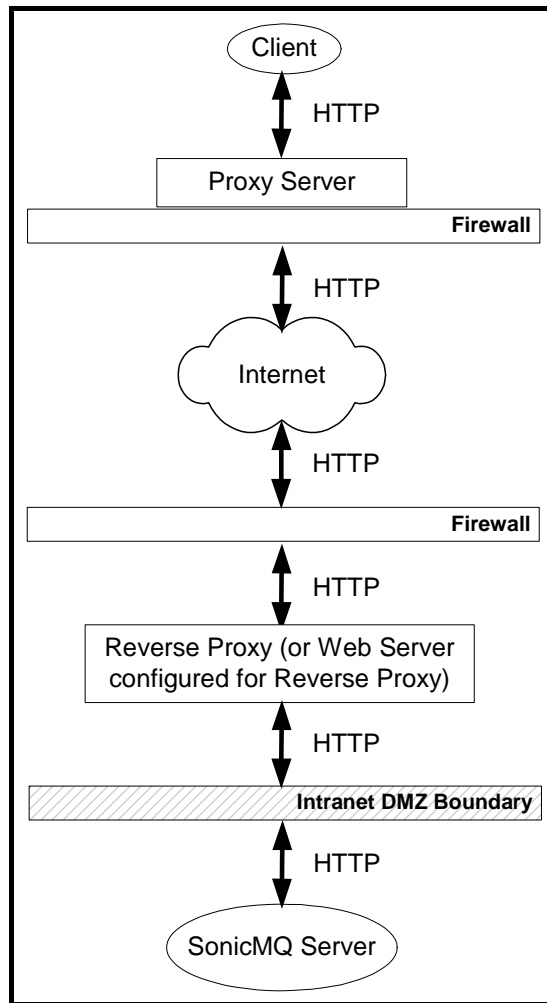 Client
HTTP
Proxy Server
Firewall
HTTP
Internet
HTTP
Firewall
HTTP
Reverse Proxy (or Web Server
configured for Reverse Proxy)
HTTP
Intranet DMZ Boundary
HTTP
SonicMQ Server